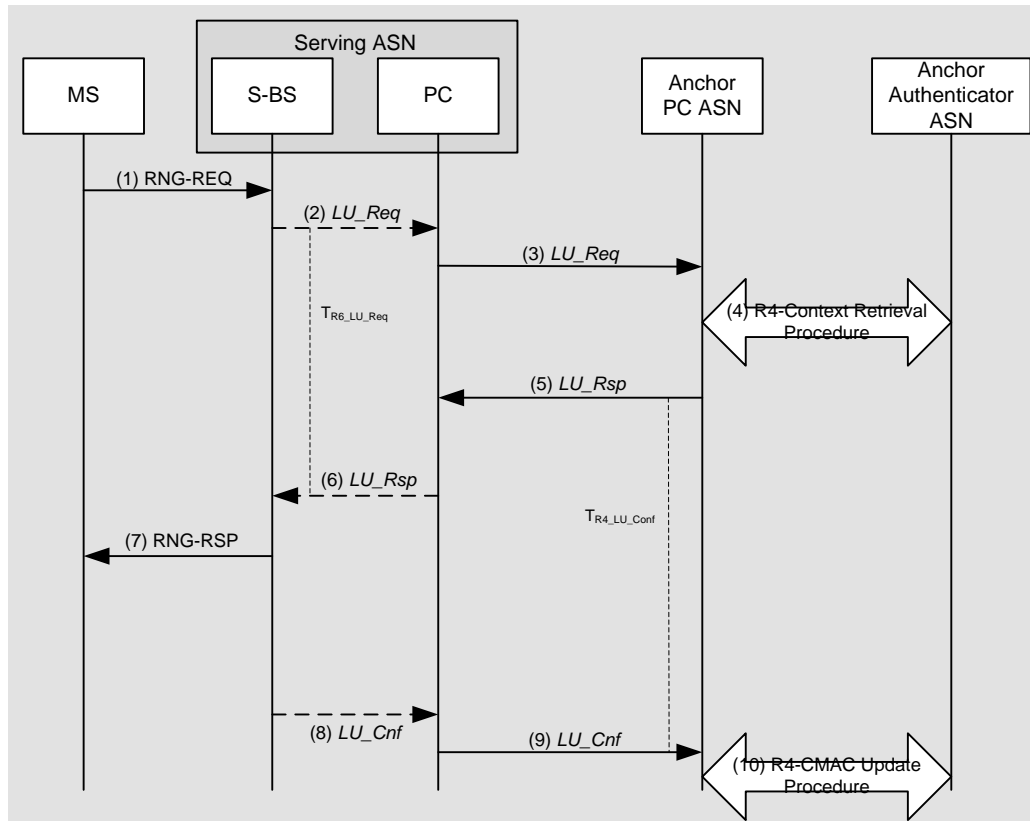 Serving ASN
MS
S-BS
PC
Anchor
PC ASN
Anchor
Authenticator
ASN
(1) RNG-REQ
(2) LU_Req
(3) LU_Req
TR6_LU_Req
(4) R4-Context Retrieval
Procedure
(5) LU_Rsp
(6) LU_Rsp
TR4_LU_Conf
(7) RNG-RSP
(8) LU_Cnf
(9) LU_Cnf
(10) R4-CMAC Update
Procedure